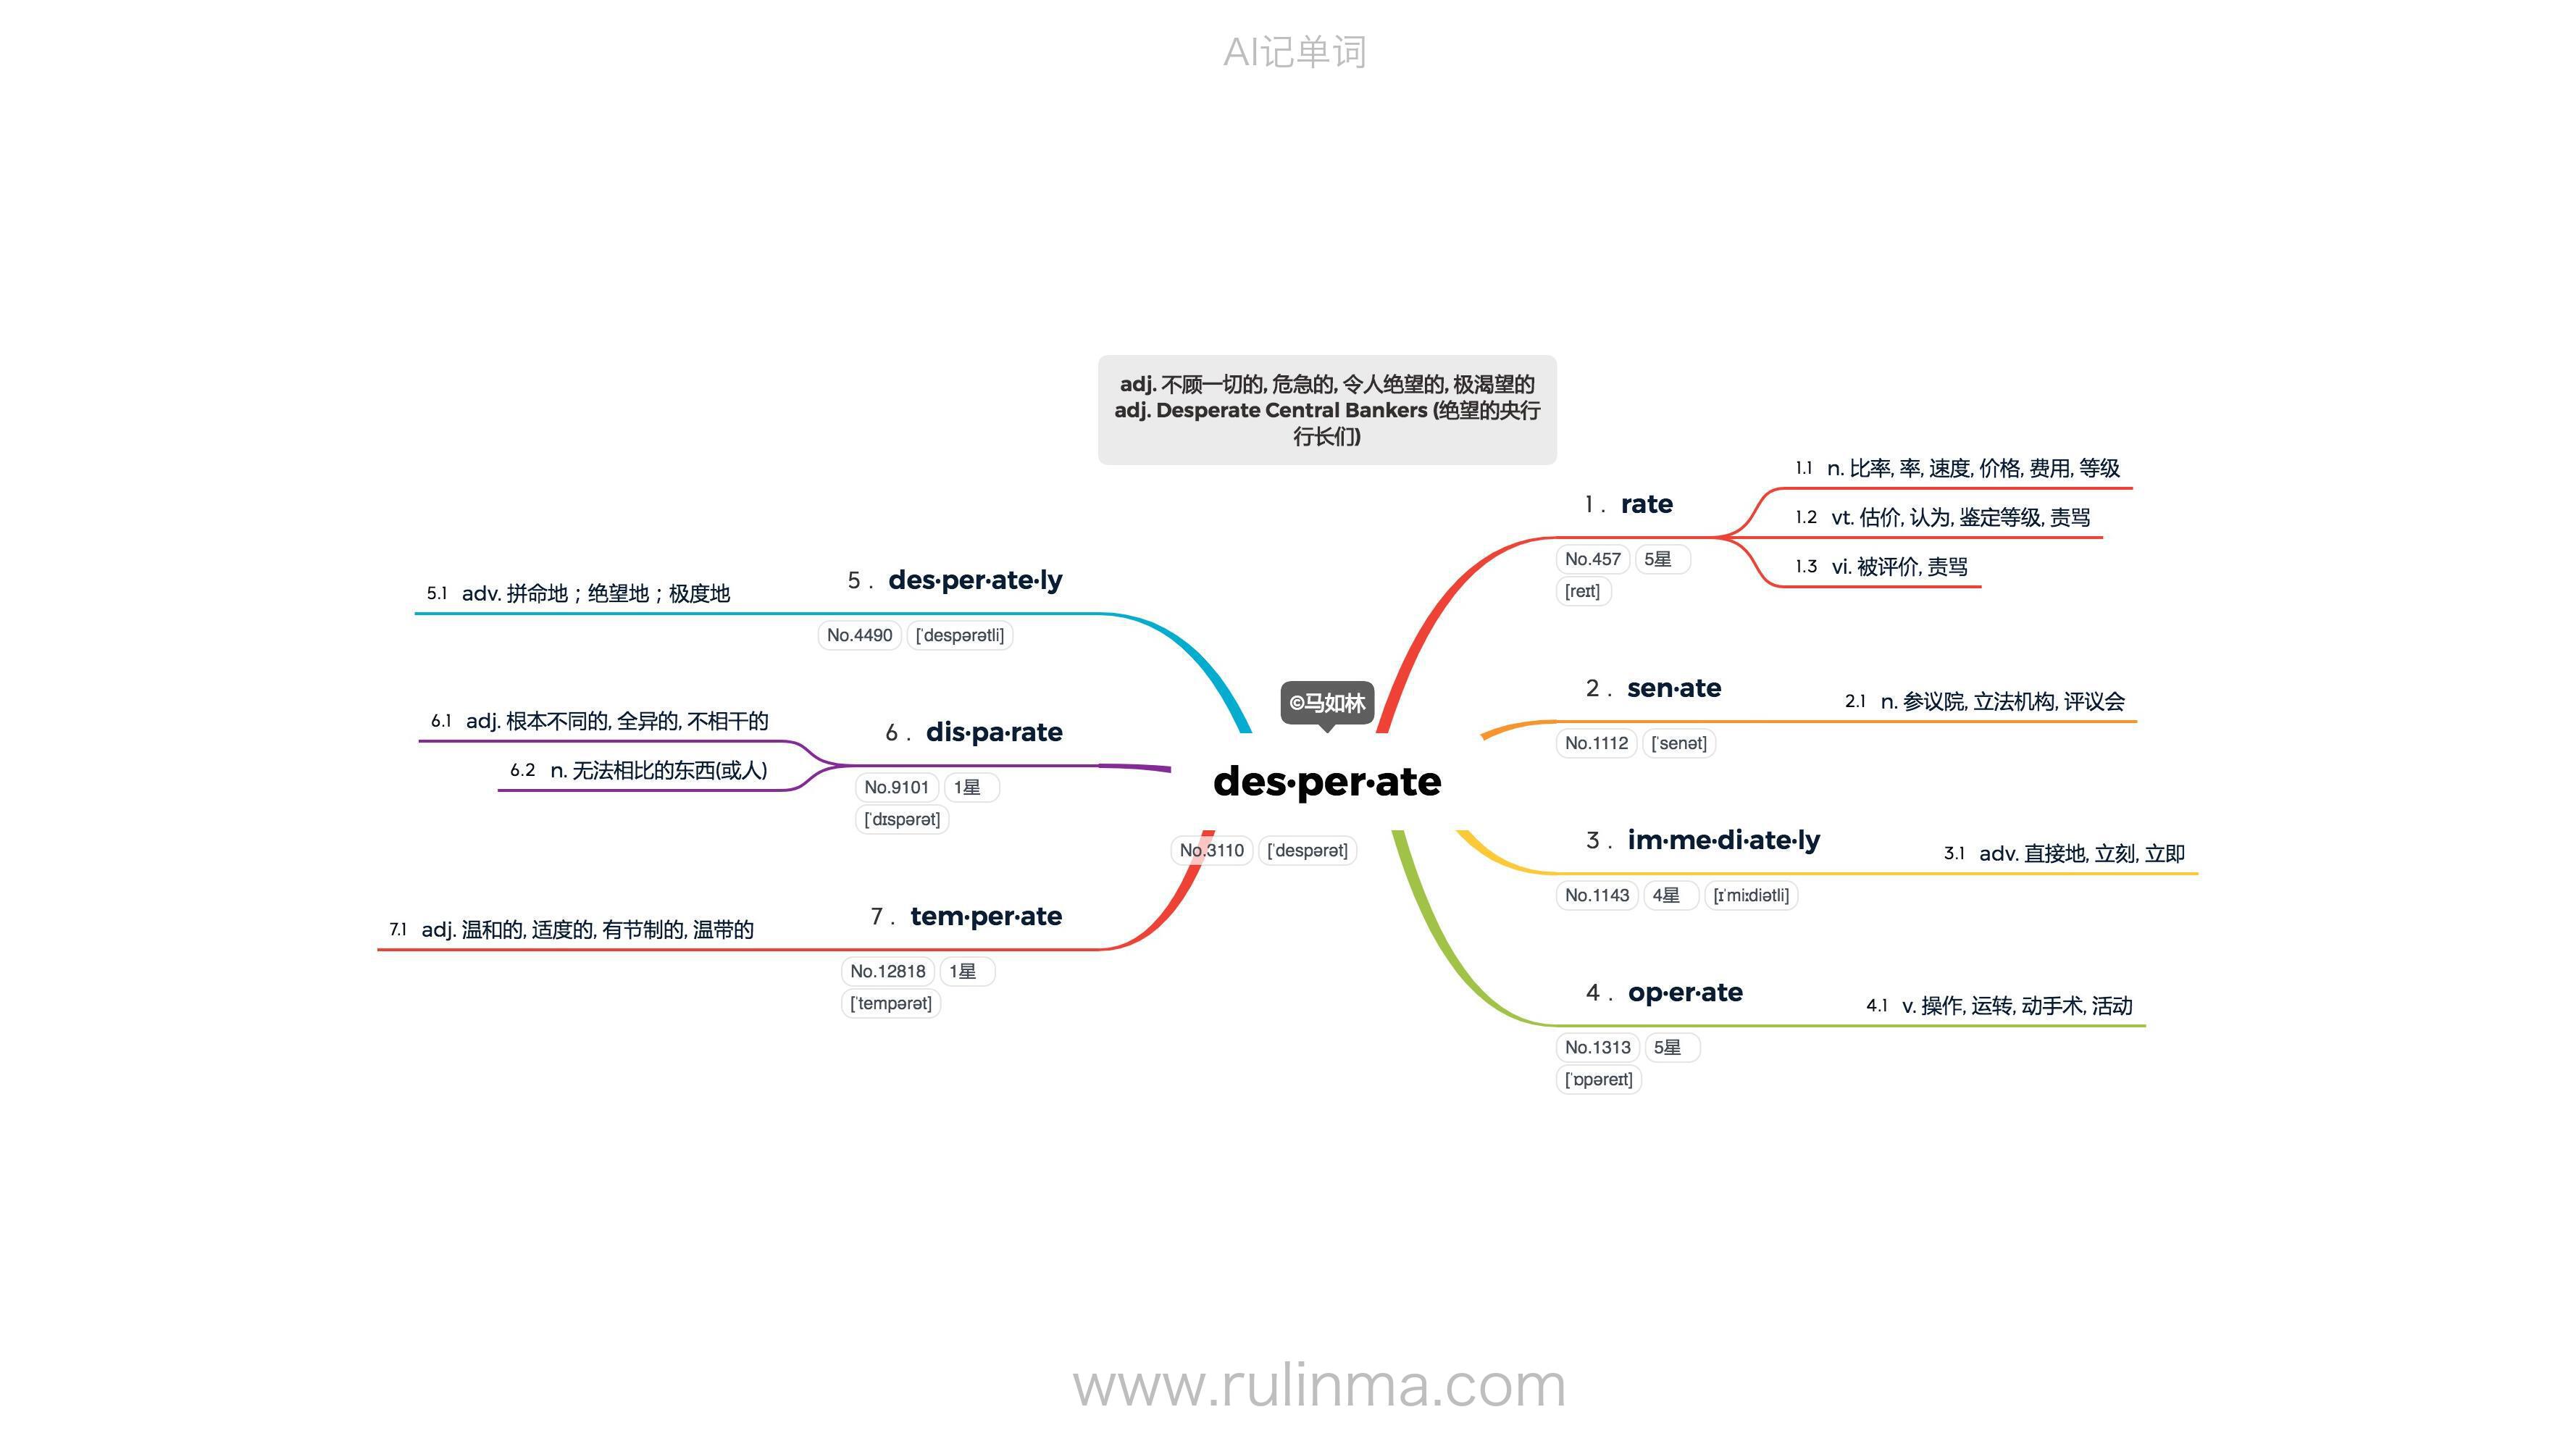 AI记单词
adj. 不顾一切的, 危急的, 令人绝望的, 极渴望的
adj. Desperate Central Bankers (绝望的央行
行长们)
©马如林
des·per·ate
No.3110 [ˈdespərət]
1. rate
No.457 5星
[reɪt]
1.1 n. 比率, 率, 速度, 价格, 费用, 等级
1.2 vt. 估价, 认为, 鉴定等级, 责骂
1.3 vi. 被评价, 责骂
2. sen·ate
No.1112 [ˈsenət]
2.1 n. 参议院, 立法机构, 评议会
3. im·me·di·ate·ly
No.1143 4星 [ɪˈmiːdiətli]
3.1 adv. 直接地, 立刻, 立即
4. op·er·ate
No.1313 5星
[ˈɒpəreɪt]
4.1 v. 操作, 运转, 动手术, 活动
5. des·per·ate·ly
No.4490 [ˈdespərətli]
5.1 adv. 拼命地；绝望地；极度地
6. dis·pa·rate
No.9101 1星
[ˈdɪspərət]
6.1 adj. 根本不同的, 全异的, 不相干的
6.2 n. 无法相比的东西(或人)
7. tem·per·ate
No.12818 1星
[ˈtempərət]
7.1 adj. 温和的, 适度的, 有节制的, 温带的
www.rulinma.com